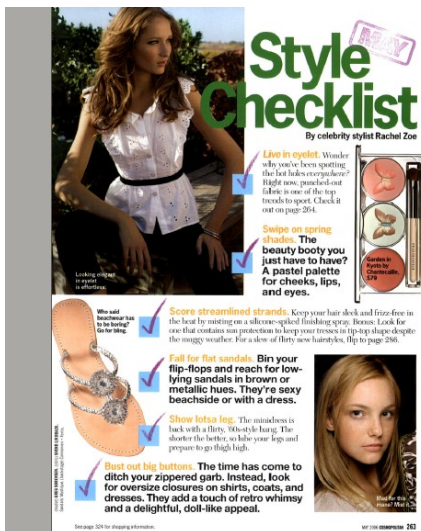 MAY
Style
Checklist
By celebrity stylist Rachel Zoe
Live in eyelet. Wonder
why you've been spotting
the hot holes everywhere?
Right now, punched-out
fabric is one of the top
trends to sport. Check it
out on page 264.
Swipe on spring
shades. The
beauty booty you
just have to have?
A pastel palette
for cheeks, lips,
and eyes.
Garden in
Kyoto by
Chantecaille,
$79
Looking elegant
in eyelet
is effortless.
Who said
beachwear has
to be boring?
Go for bling.
Score streamlined strands. Keep your hair sleek and frizz-free in
the heat by misting on a silicone-spiked finishing spray. Bonus: Look for
one that contains sun protection to keep your tresses in tip-top shape despite
the muggy weather. For a slew of flirty new hairstyles, flip to page 286.
Fall for flat sandals. Bin your
flip-flops and reach for low-
lying sandals in brown or
metallic hues. They're sexy
beachside or with a dress.
Show lotsa leg. The minidress is
back with a flirty, '60s-style bang. The
shorter the better, so lube your legs and
prepare to go thigh high.
Bust out big buttons. The time has come to
ditch your zippered garb. Instead, look
for oversize closures on shirts, coats, and
dresses. They add a touch of retro whimsy
and a delightful, doll-like appeal.
Mad for this
mane? Mist it.
See page 324 for shopping information.
MAY 2006 COSMOPOLITAN 263